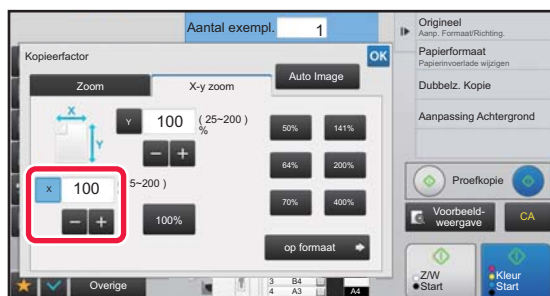 Aantal exempl. 1
Kopieerfactor
OK
Zoom
X-y zoom
Auto Image
X
Y
Y 100 ( 25~200 )
%
X 100 5~200 )
100%
50% 141%
64% 200%
70% 400%
op formaat
Overige
3 B4
4 A3
A4
Origineel
Aanp. Formaat/Richting.
Papierformaat
Papierinvoerlade wijzigen
Dubbelz. Kopie
Aanpassing Achtergrond
Proefkopie
Voorbeeld-
weergave
CA
Z/W
Start
Kleur
Start